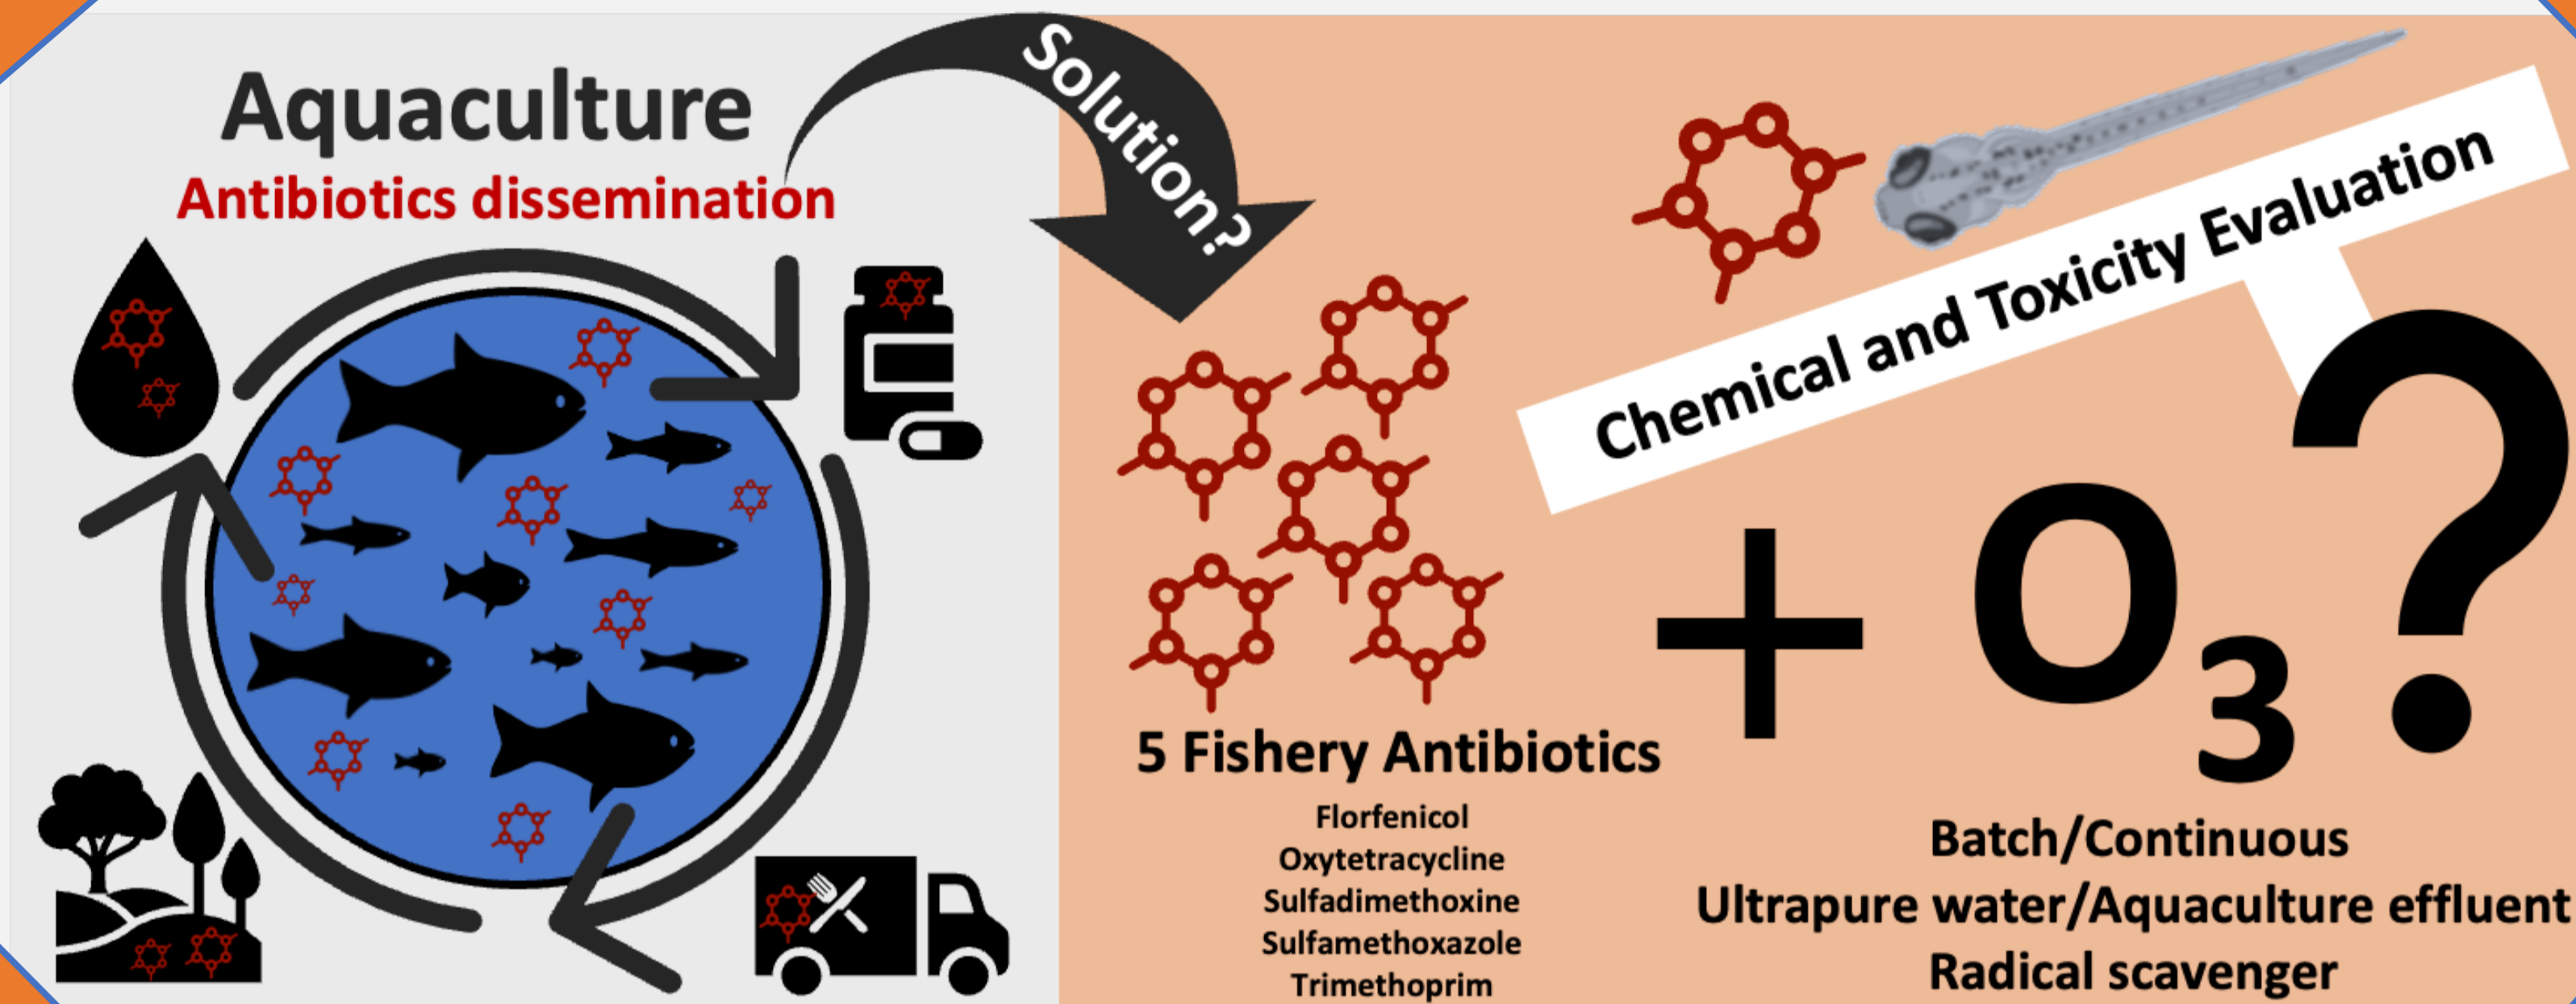 Aquaculture
Antibiotics dissemination
Solution?
Chemical and Toxicity Evaluation
+ O₃?
5 Fishery Antibiotics
Florfenicol
Oxytetracycline
Sulfadimethoxine
Sulfamethoxazole
Trimethoprim
Batch/Continuous
Ultrapure water/Aquaculture effluent
Radical scavenger